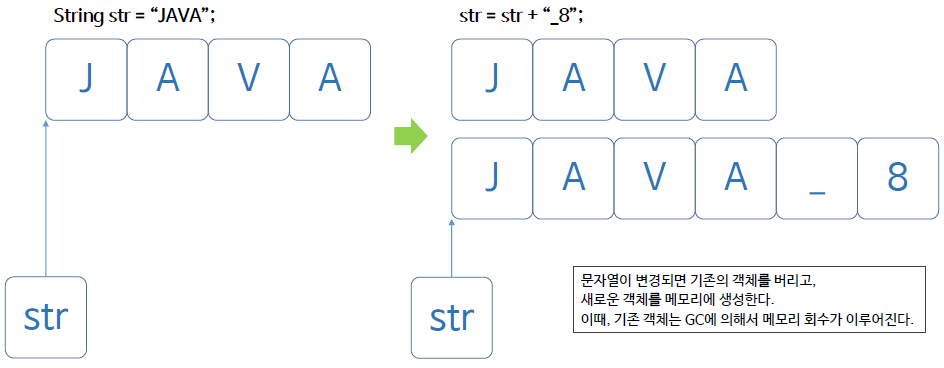 String str = “JAVA”;
J A V A
str
str = str + “_8”;
J A V A
J A V A _ 8
str
문자열이 변경되면 기존의 객체를 버리고,
새로운 객체를 메모리에 생성한다.
이때, 기존 객체는 GC에 의해서 메모리 회수가 이루어진다.